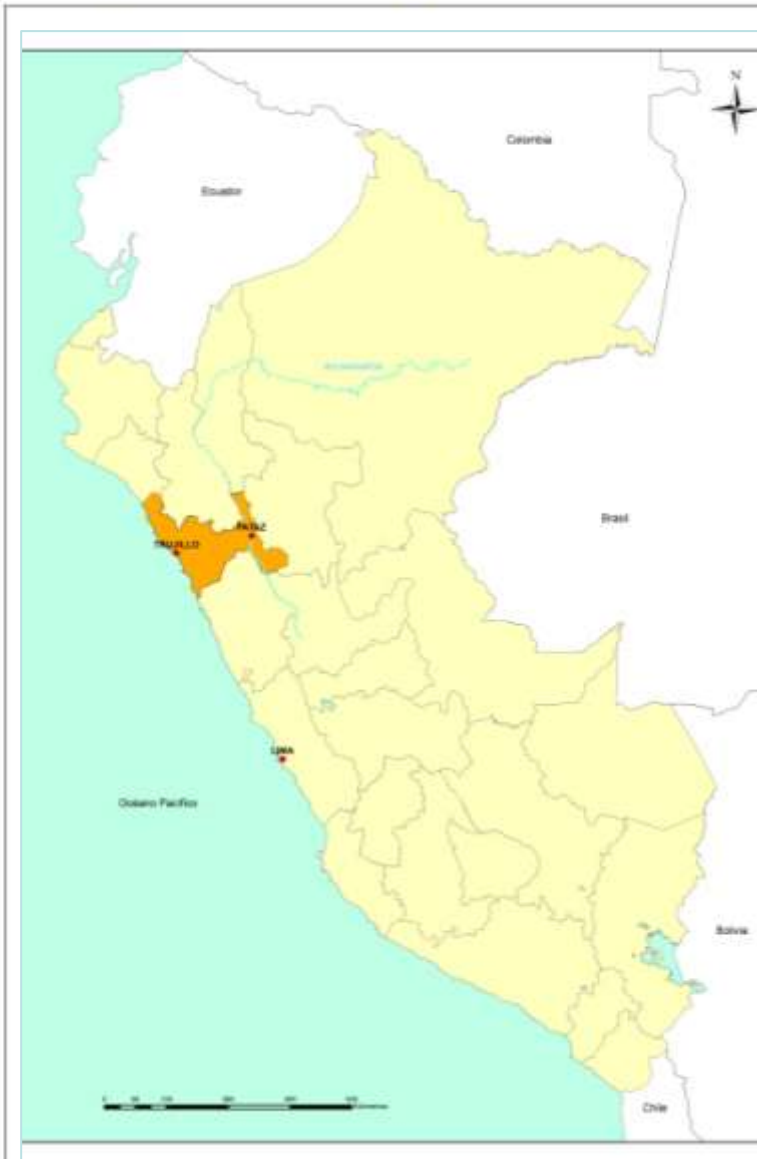 N
Colombia
Ecuador
Brasil
PATAZ
TRUJILLO
LIMA
Océano Pacífico
Bolivia
Chile